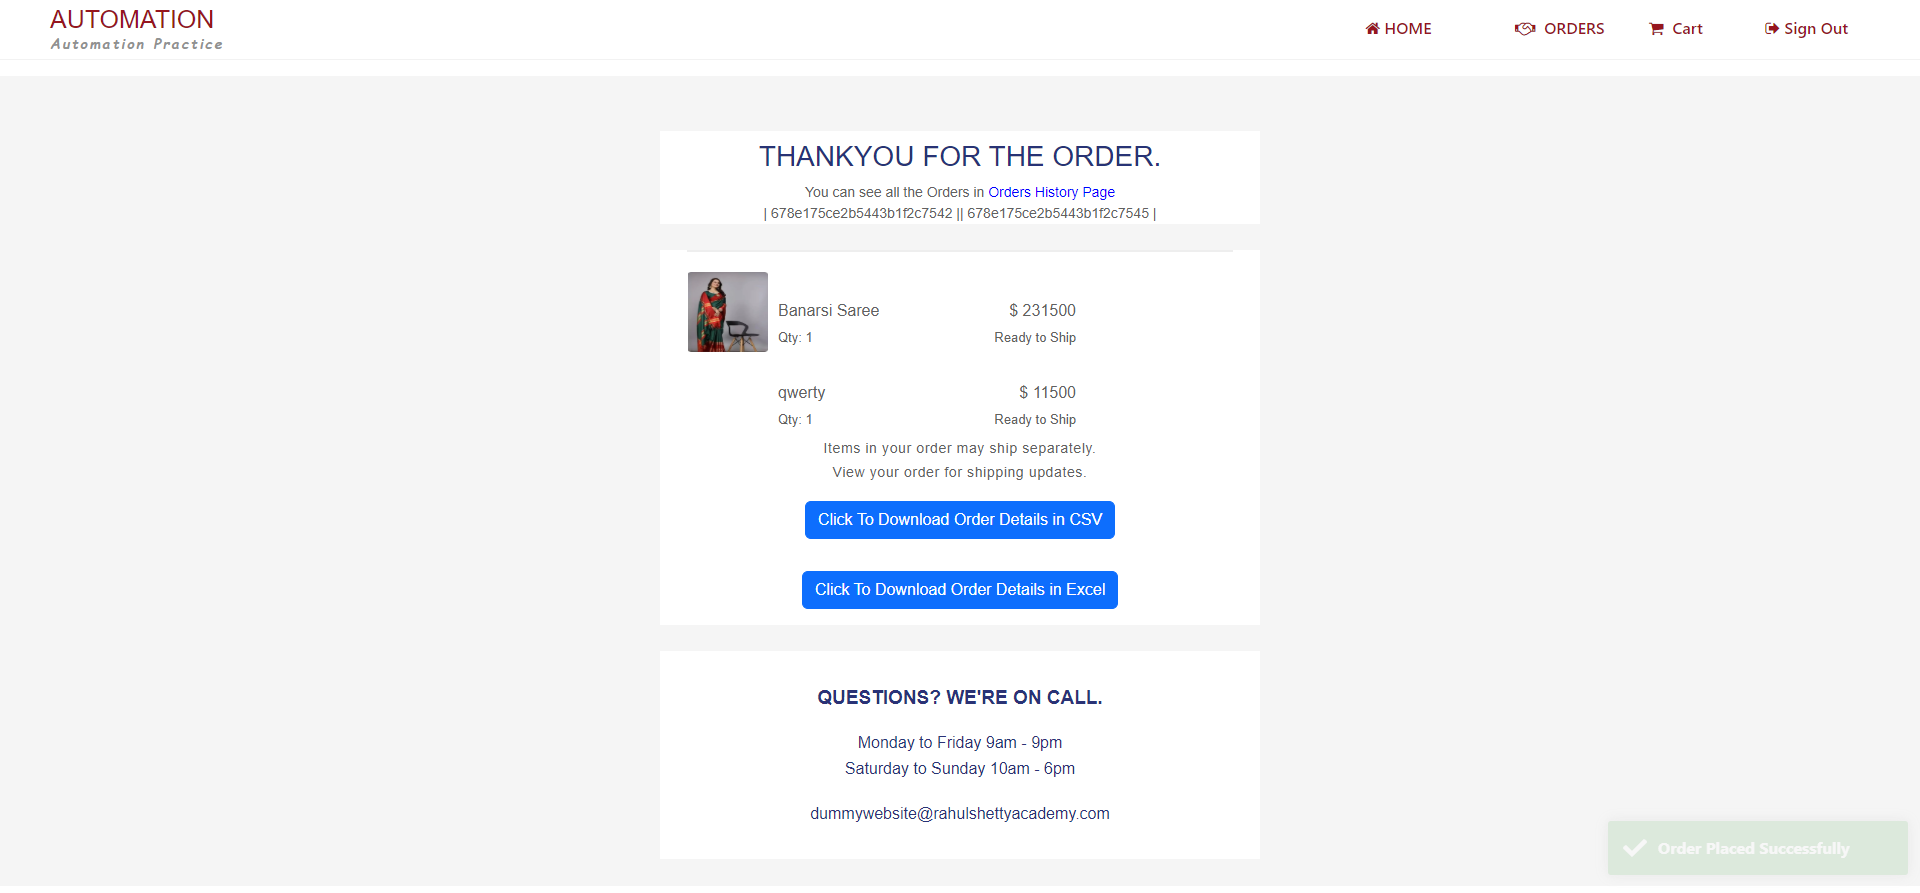 AUTOMATION
Automation Practice
HOME
ORDERS
Cart
Sign Out
THANKYOU FOR THE ORDER.
You can see all the Orders in Orders History Page
| 678e175ce2b5443b1f2c7542 || 678e175ce2b5443b1f2c7545 |
Banarsi Saree $ 231500
Qty: 1 Ready to Ship
qwerty $ 11500
Qty: 1 Ready to Ship
Items in your order may ship separately.
View your order for shipping updates.
Click To Download Order Details in CSV
Click To Download Order Details in Excel
QUESTIONS? WE'RE ON CALL.
Monday to Friday 9am - 9pm
Saturday to Sunday 10am - 6pm
dummywebsite@rahulshettyacademy.com
Order Placed Successfully